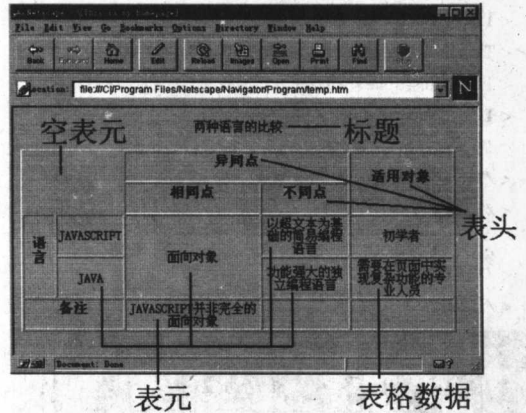 File Edit View Go Bookmarks Options Directory Window Help
Back Forward Home Edit Reload Images Open Print Find Stop
Location: file:///C|/Program Files/Netscape/Navigator/Program/temp.htm
N
空表元
两种语言的比较
标题
异同点
适用对象
相同点
不同点
表头
语言
JAVASCRIPT
面向对象
以超文本为基
础的简易编程
语言
初学者
JAVA
功能强大的独
立编程语言
需要在页面中实
现复杂功能的专
业人员
备注
JAVASCRIPT并非完全的
面向对象
Document: Done
表元
表格数据